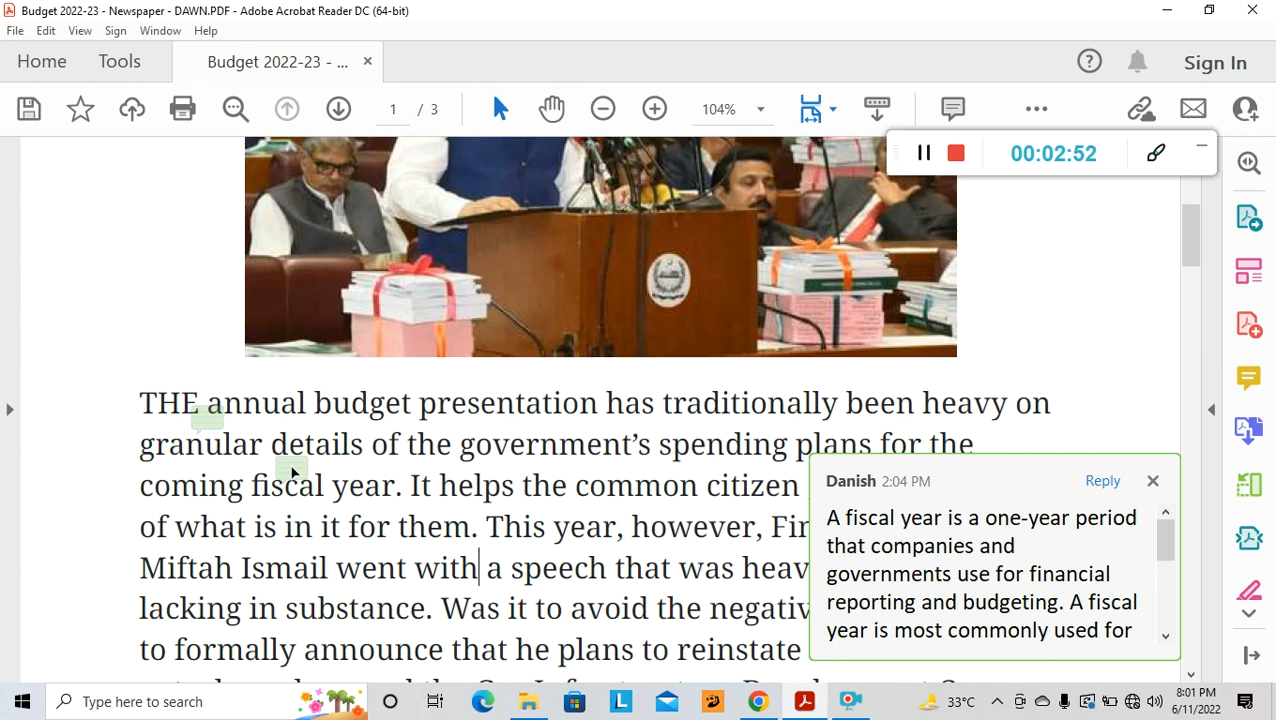 Budget 2022-23 - Newspaper - DAWN.PDF - Adobe Acrobat Reader DC (64-bit)
File Edit View Sign Window Help
Home Tools Budget 2022-23 - ... × Sign In
1 / 3 104%
00:02:52
THE annual budget presentation has traditionally been heavy on
granular details of the government's spending plans for the
coming fiscal year. It helps the common citizen
of what is in it for them. This year, however, Fin
Miftah Ismail went with a speech that was heav
lacking in substance. Was it to avoid the negativ
to formally announce that he plans to reinstate
Danish 2:04 PM Reply
A fiscal year is a one-year period
that companies and
governments use for financial
reporting and budgeting. A fiscal
year is most commonly used for
Type here to search
33°C
8:01 PM
6/11/2022